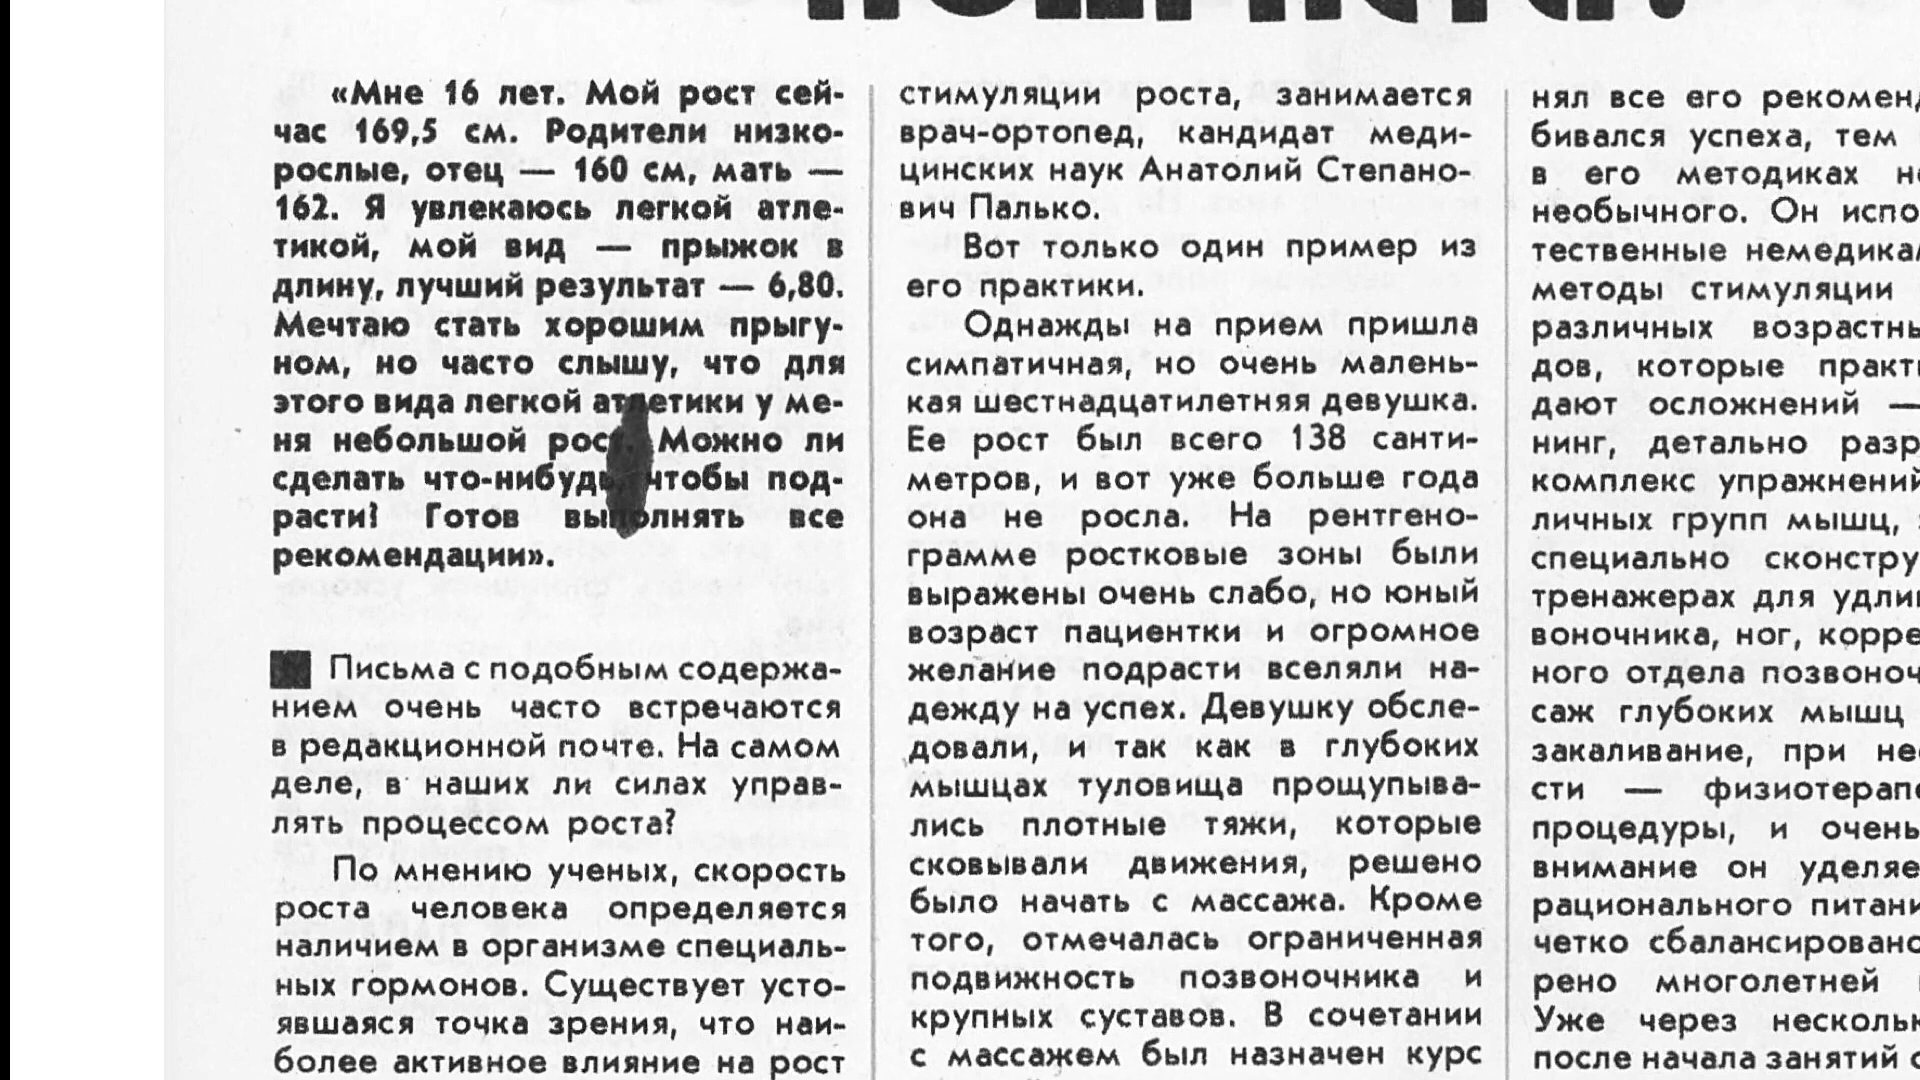 «Мне 16 лет. Мой рост сей-
час 169,5 см. Родители низко-
рослые, отец — 160 см, мать —
162. Я увлекаюсь легкой атле-
тикой, мой вид — прыжок в
длину, лучший результат — 6,80.
Мечтаю стать хорошим прыгу-
ном, но часто слышу, что для
этого вида легкой атлетики у ме-
ня небольшой рост. Можно ли
сделать что-нибудь, чтобы под-
расти? Готов выполнять все
рекомендации».
Письма с подобным содержа-
нием очень часто встречаются
в редакционной почте. На самом
деле, в наших ли силах управ-
лять процессом роста?
По мнению ученых, скорость
роста человека определяется
наличием в организме специаль-
ных гормонов. Существует усто-
явшаяся точка зрения, что наи-
более активное влияние на рост
стимуляции роста, занимается
врач-ортопед, кандидат меди-
цинских наук Анатолий Степано-
вич Палько.
Вот только один пример из
его практики.
Однажды на прием пришла
симпатичная, но очень малень-
кая шестнадцатилетняя девушка.
Ее рост был всего 138 санти-
метров, и вот уже больше года
она не росла. На рентгено-
грамме ростковые зоны были
выражены очень слабо, но юный
возраст пациентки и огромное
желание подрасти вселяли на-
дежду на успех. Девушку обсле-
довали, и так как в глубоких
мышцах туловища прощупыва-
лись плотные тяжи, которые
сковывали движения, решено
было начать с массажа. Кроме
того, отмечалась ограниченная
подвижность позвоночника и
крупных суставов. В сочетании
с массажем был назначен курс
нял все его рекоменд
бивался успеха, тем
в его методиках
необычного. Он испо
тественные немедика
методы стимуляции
различных возрастн
дов, которые практ
дают осложнений —
нинг, детально разр
комплекс упражнений
личных групп мышц,
специально сконстру
тренажерах для удли
воночника, ног, корре
ного отдела позвоноч
саж глубоких мышц
закаливание, при не
сти — физиотерап
процедуры, и очень
внимание он уделяе
рационального питани
четко сбалансировано
рено многолетней
Уже через нескольк
после начала занятий с